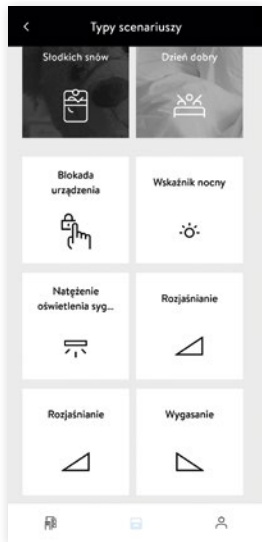 Typy scenariuszy
Słodkich snów
Dzień dobry
Blokada
urządzenia
Wskaźnik nocny
Natężenie
oświetlenia syg...
Rozjaśnianie
Rozjaśnianie
Wygasanie